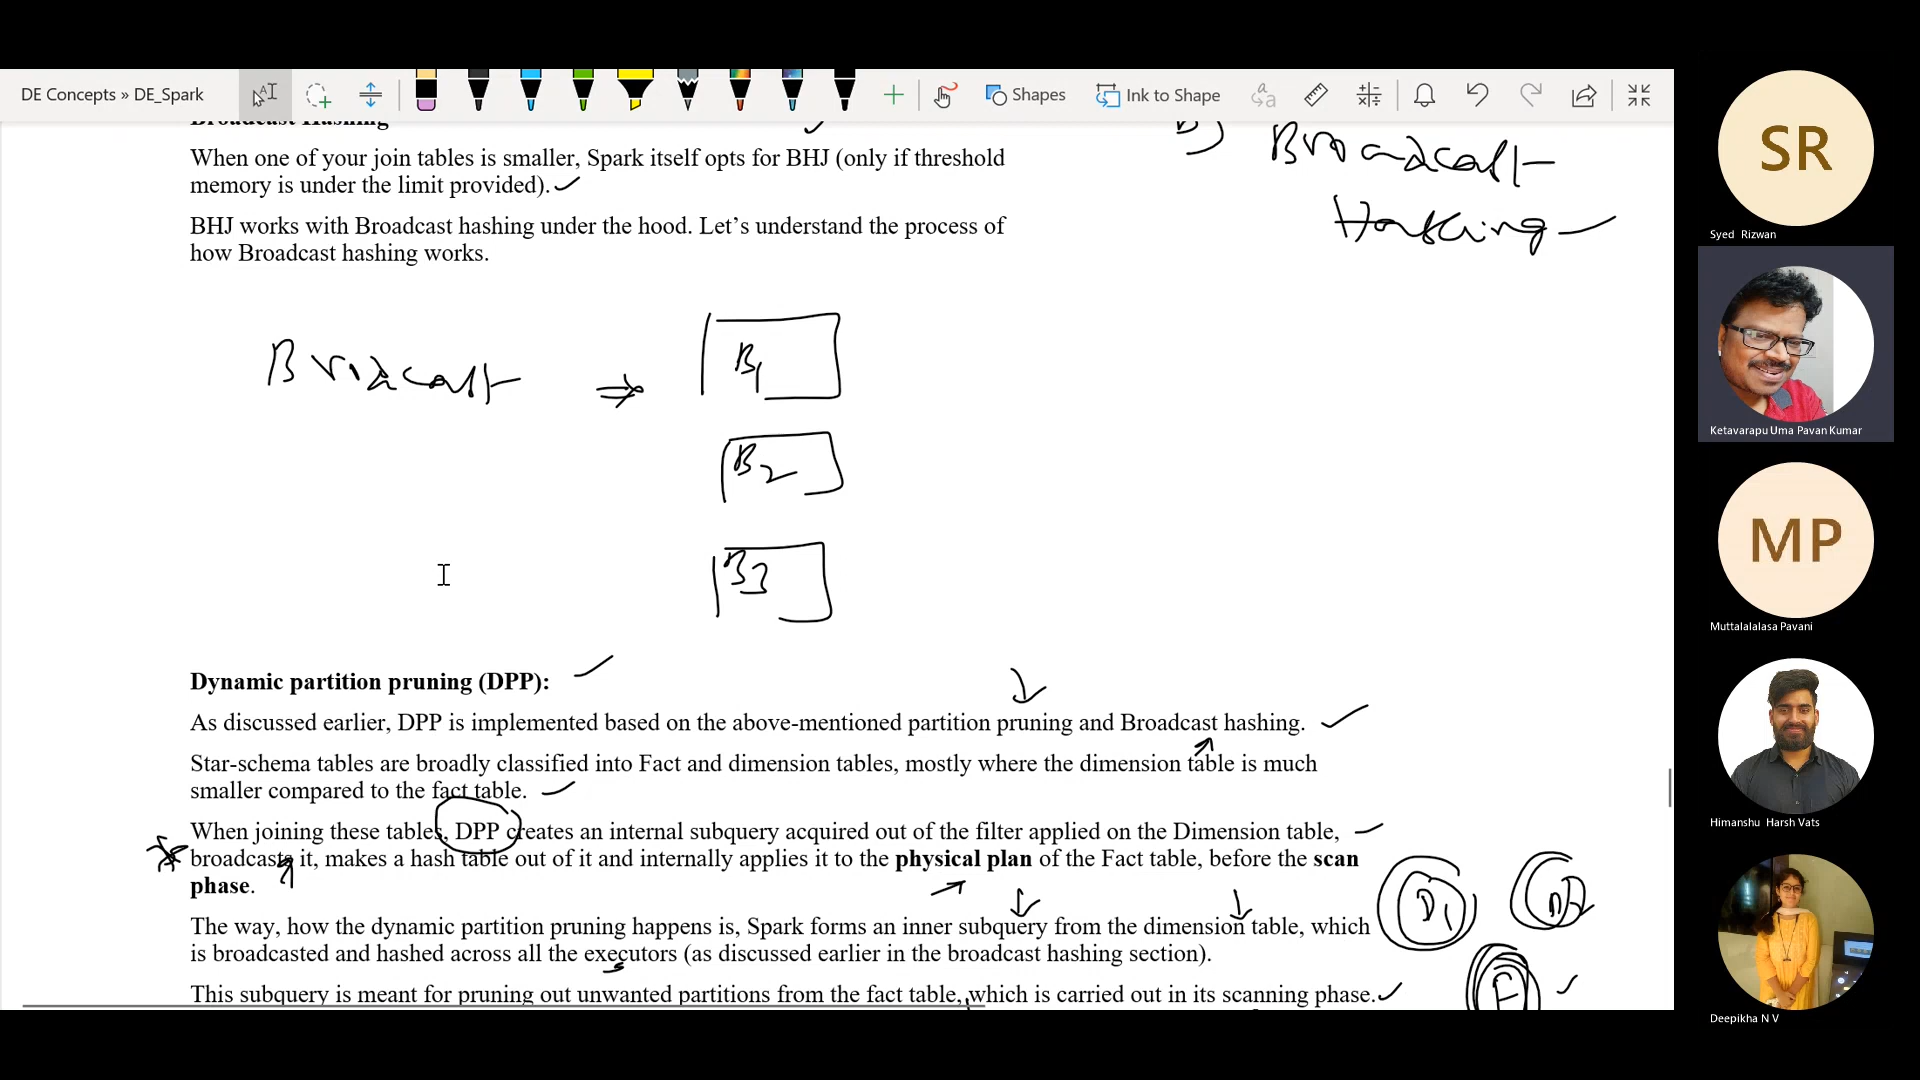 DE Concepts » DE_Spark
Shapes
Ink to Shape
Broadcast Hashing
When one of your join tables is smaller, Spark itself opts for BHJ (only if threshold
memory is under the limit provided).
BHJ works with Broadcast hashing under the hood. Let’s understand the process of
how Broadcast hashing works.
B) Broadcast
Hashing
Broadcast ⇒ B1
B2
B3
Dynamic partition pruning (DPP):
As discussed earlier, DPP is implemented based on the above-mentioned partition pruning and Broadcast hashing.
Star-schema tables are broadly classified into Fact and dimension tables, mostly where the dimension table is much
smaller compared to the fact table.
When joining these tables, DPP creates an internal subquery acquired out of the filter applied on the Dimension table,
broadcasts it, makes a hash table out of it and internally applies it to the physical plan of the Fact table, before the scan
phase.
D1 D2
The way, how the dynamic partition pruning happens is, Spark forms an inner subquery from the dimension table, which
is broadcasted and hashed across all the executors (as discussed earlier in the broadcast hashing section).
This subquery is meant for pruning out unwanted partitions from the fact table, which is carried out in its scanning phase.
F
SR
Syed Rizwan
Ketavarapu Uma Pavan Kumar
MP
Muttalalalasa Pavani
Himanshu Harsh Vats
Deepikha N V